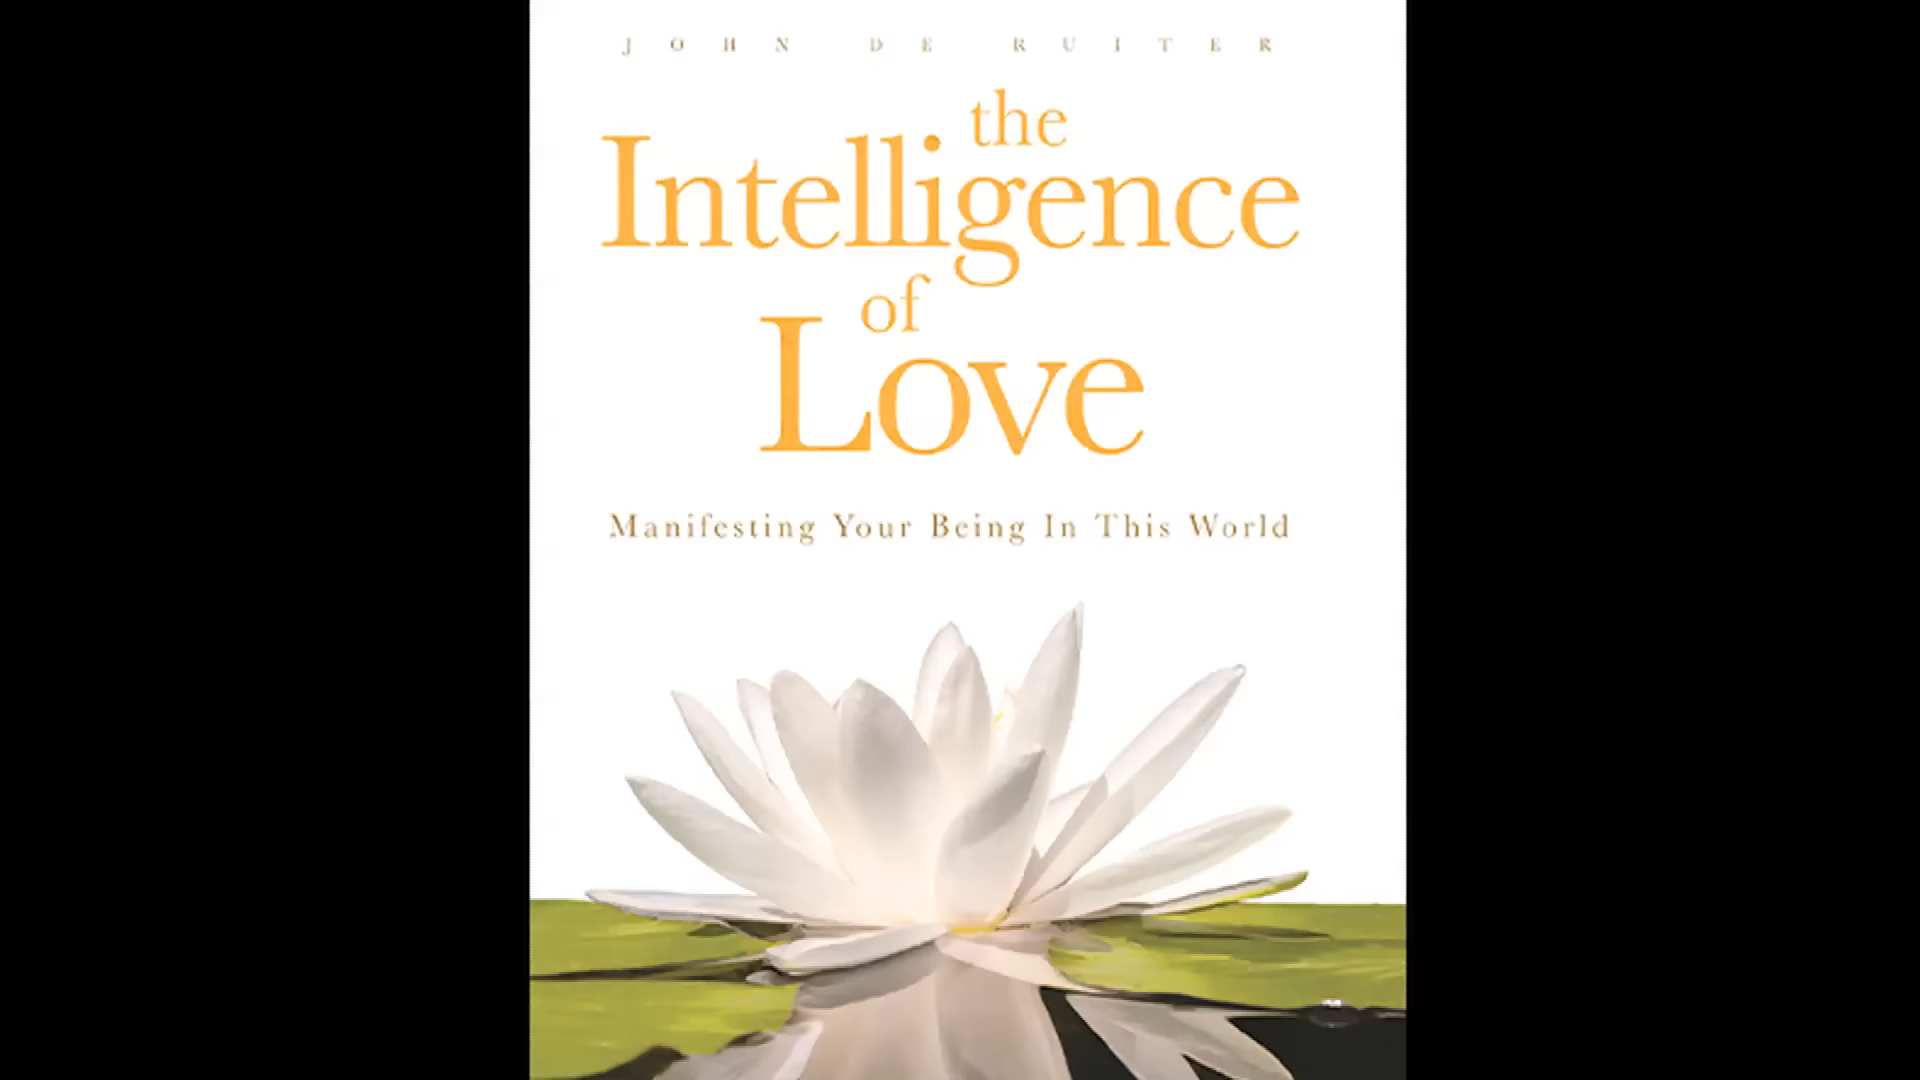 JOHN DE RUITER
the
Intelligence
of
Love
Manifesting Your Being In This World